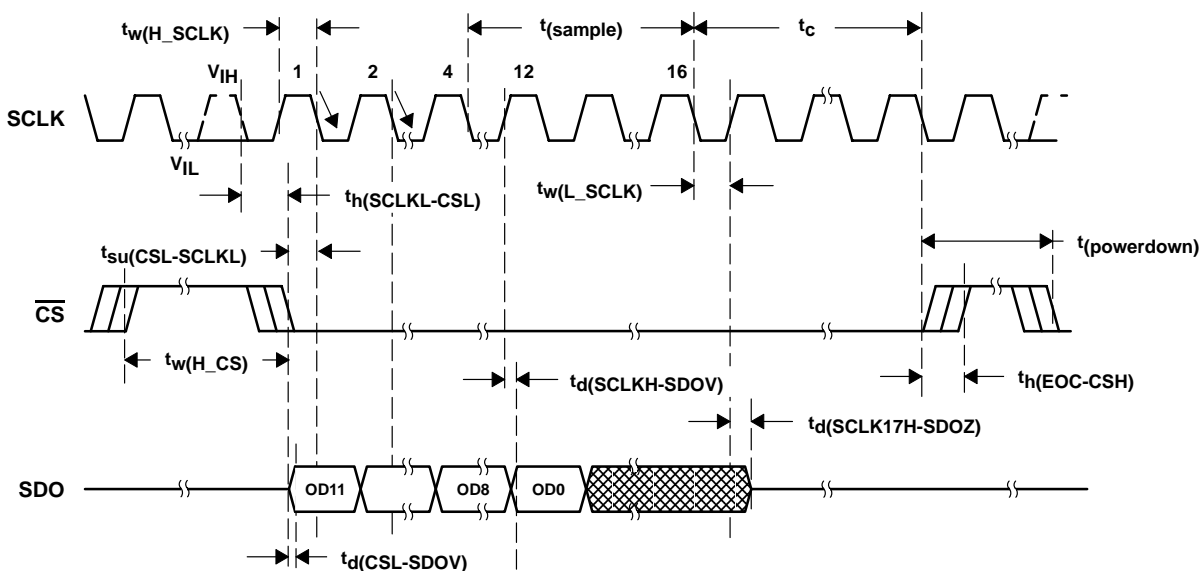 tw(H_SCLK)
t(sample)
tc
VIH
1
2
4
12
16
SCLK
VIL
th(SCLKL-CSL)
tw(L_SCLK)
tsu(CSL-SCLKL)
t(powerdown)
CS
tw(H_CS)
td(SCLKH-SDOV)
th(EOC-CSH)
td(SCLK17H-SDOZ)
SDO
OD11
OD8
OD0
td(CSL-SDOV)